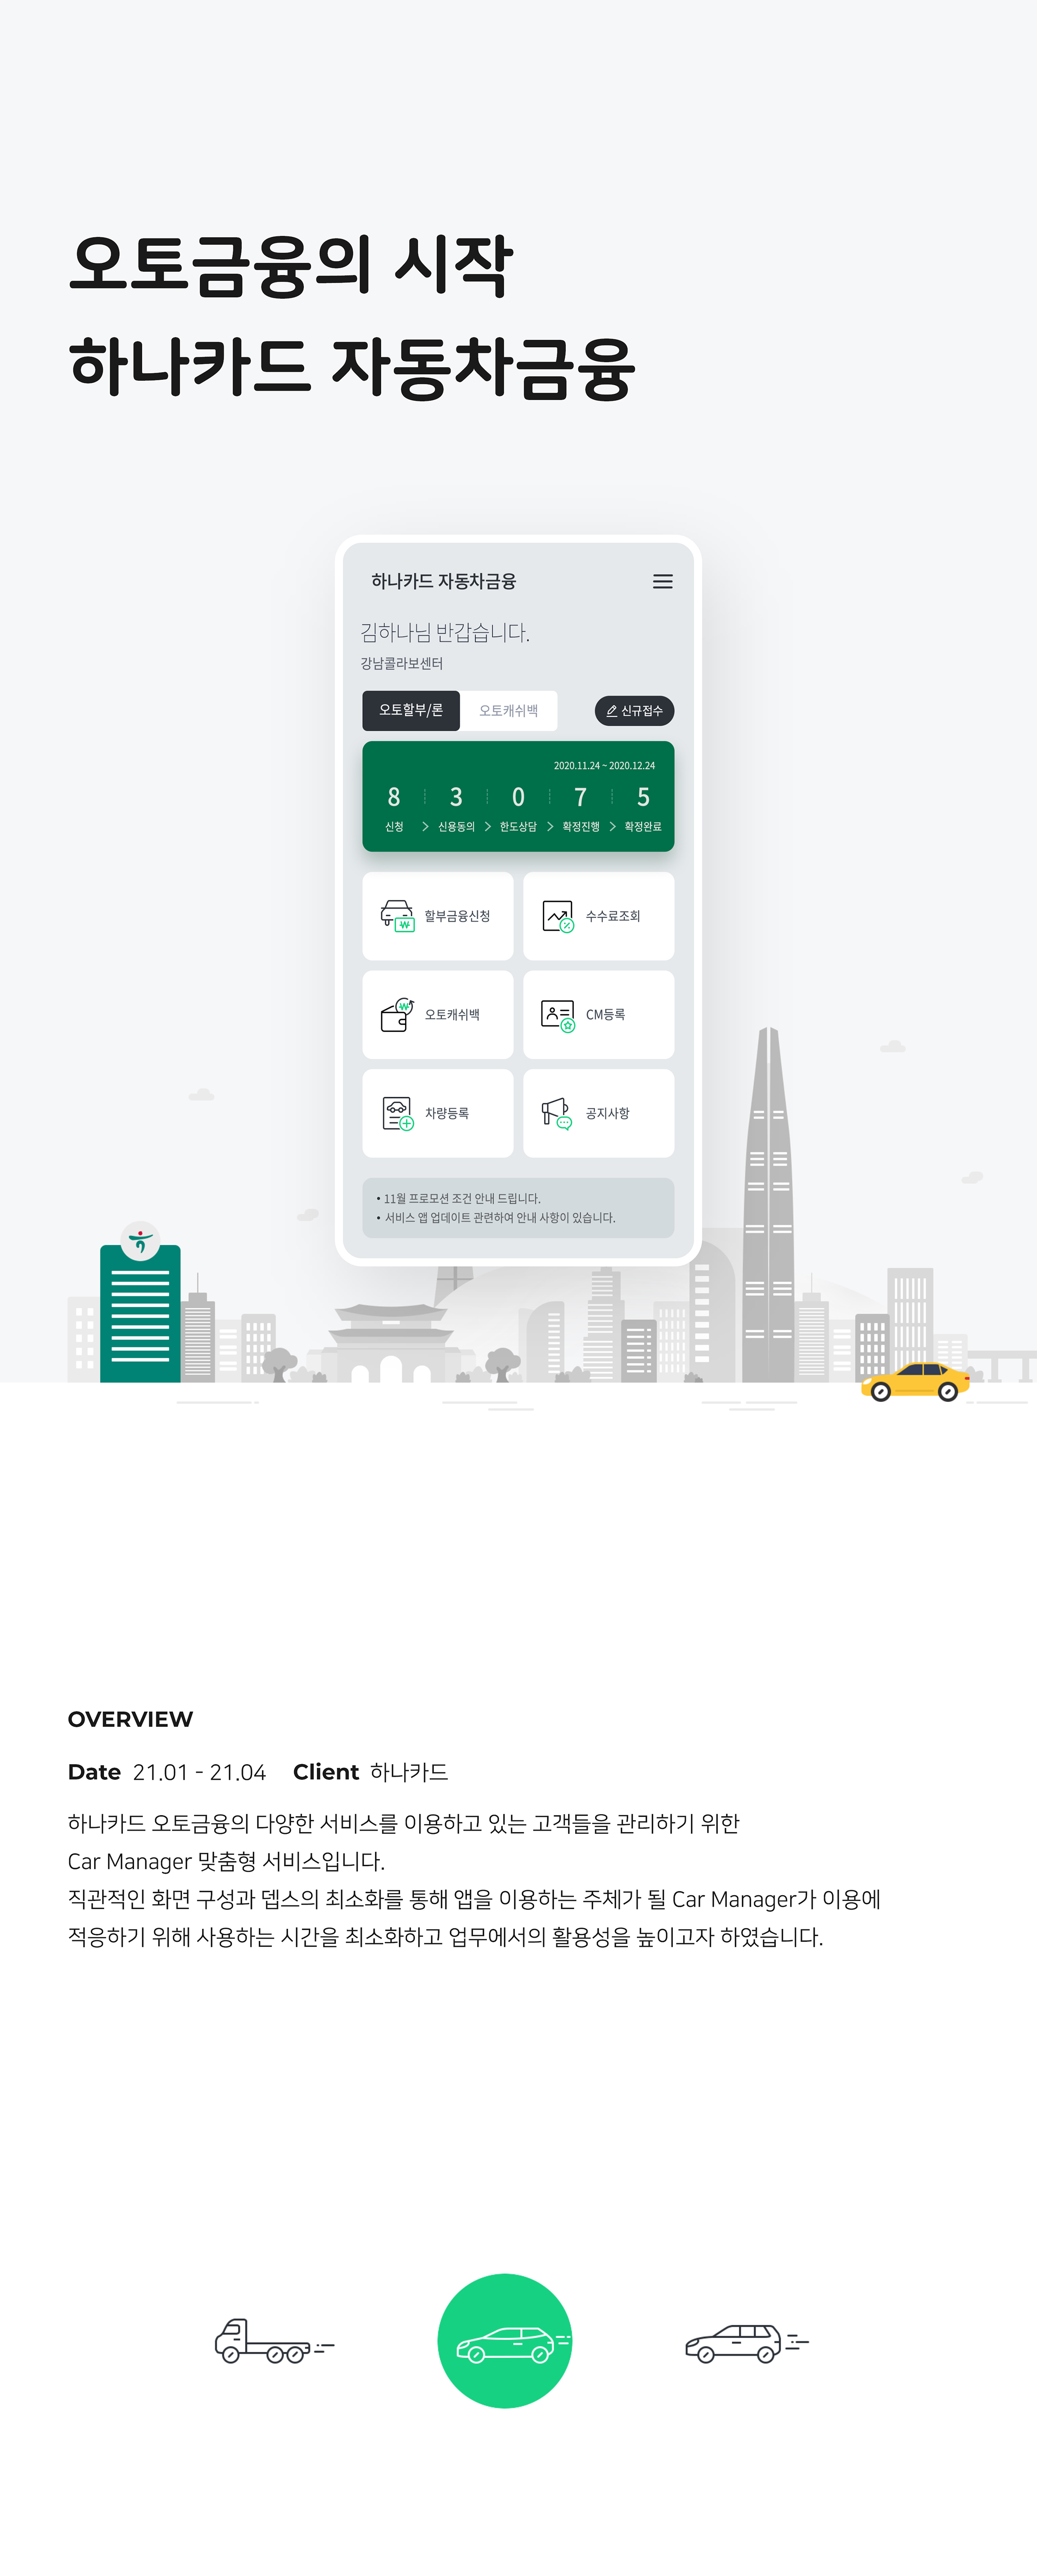 오토금융의 시작
하나카드 자동차금융
하나카드 자동차금융
김하나님 반갑습니다.
강남콜라보센터
오토할부/론 오토캐쉬백 신규접수
2020.11.24 ~ 2020.12.24
8 3 0 7 5
신청 > 신용동의 > 한도상담 > 확정진행 > 확정완료
할부금융신청 수수료조회
오토캐쉬백 CM등록
차량등록 공지사항
• 11월 프로모션 조건 안내 드립니다.
• 서비스 앱 업데이트 관련하여 안내 사항이 있습니다.
OVERVIEW
Date 21.01 - 21.04 Client 하나카드
하나카드 오토금융의 다양한 서비스를 이용하고 있는 고객들을 관리하기 위한
Car Manager 맞춤형 서비스입니다.
직관적인 화면 구성과 뎁스의 최소화를 통해 앱을 이용하는 주체가 될 Car Manager가 이용에
적응하기 위해 사용하는 시간을 최소화하고 업무에서의 활용성을 높이고자 하였습니다.